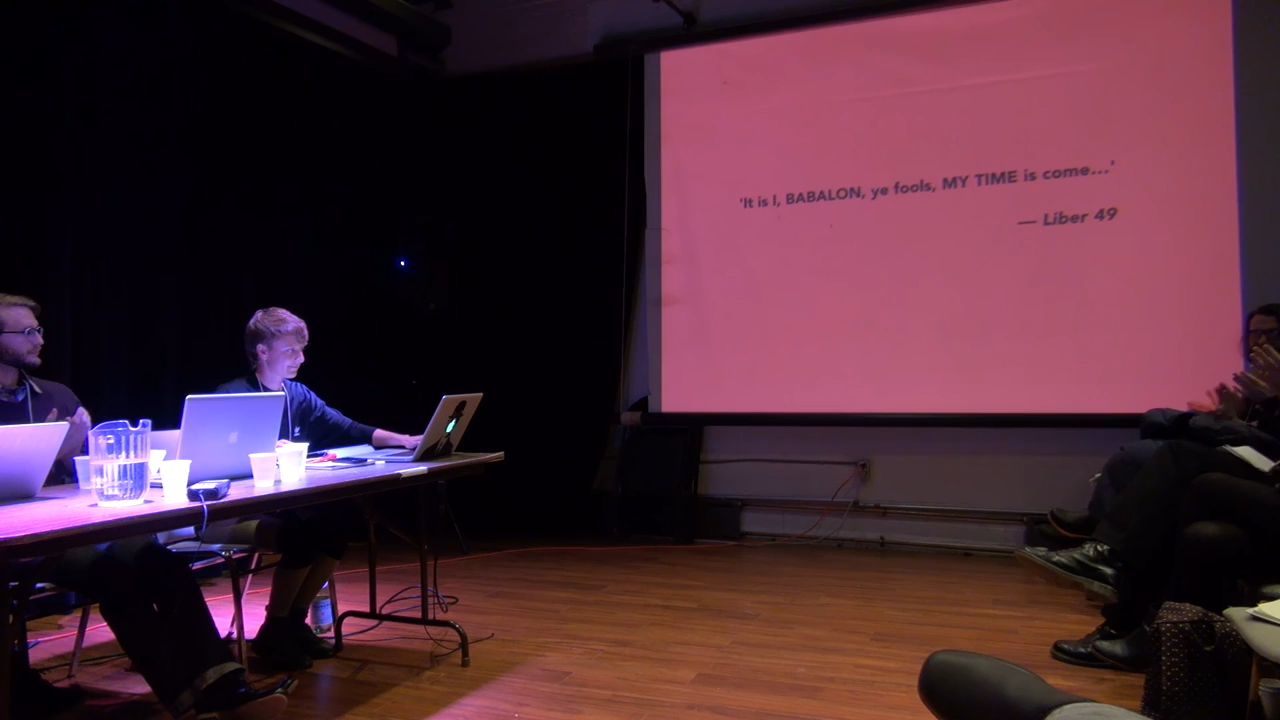 'It is I, BABALON, ye fools, MY TIME is come...'
— Liber 49